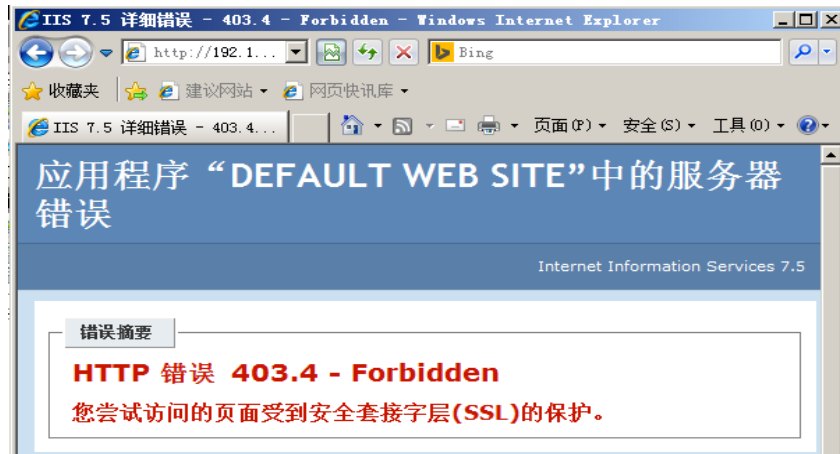 IIS 7.5 详细错误 - 403.4 - Forbidden - Windows Internet Explorer
http://192.1... Bing
收藏夹 建议网站 网页快讯库
IIS 7.5 详细错误 - 403.4... 页面(P) 安全(S) 工具(O)
应用程序“DEFAULT WEB SITE”中的服务器
错误
Internet Information Services 7.5
错误摘要
HTTP 错误 403.4 - Forbidden
您尝试访问的页面受到安全套接字层(SSL)的保护。